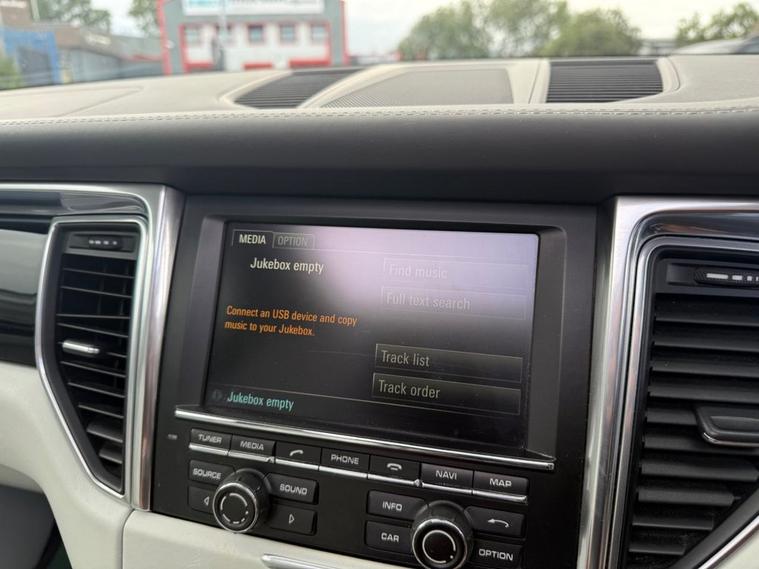 MEDIA OPTION
Jukebox empty
Find music
Full text search
Connect an USB device and copy
music to your Jukebox.
Track list
Track order
Jukebox empty
TUNER MEDIA PHONE NAVI MAP
SOURCE SOUND INFO
CAR OPTION